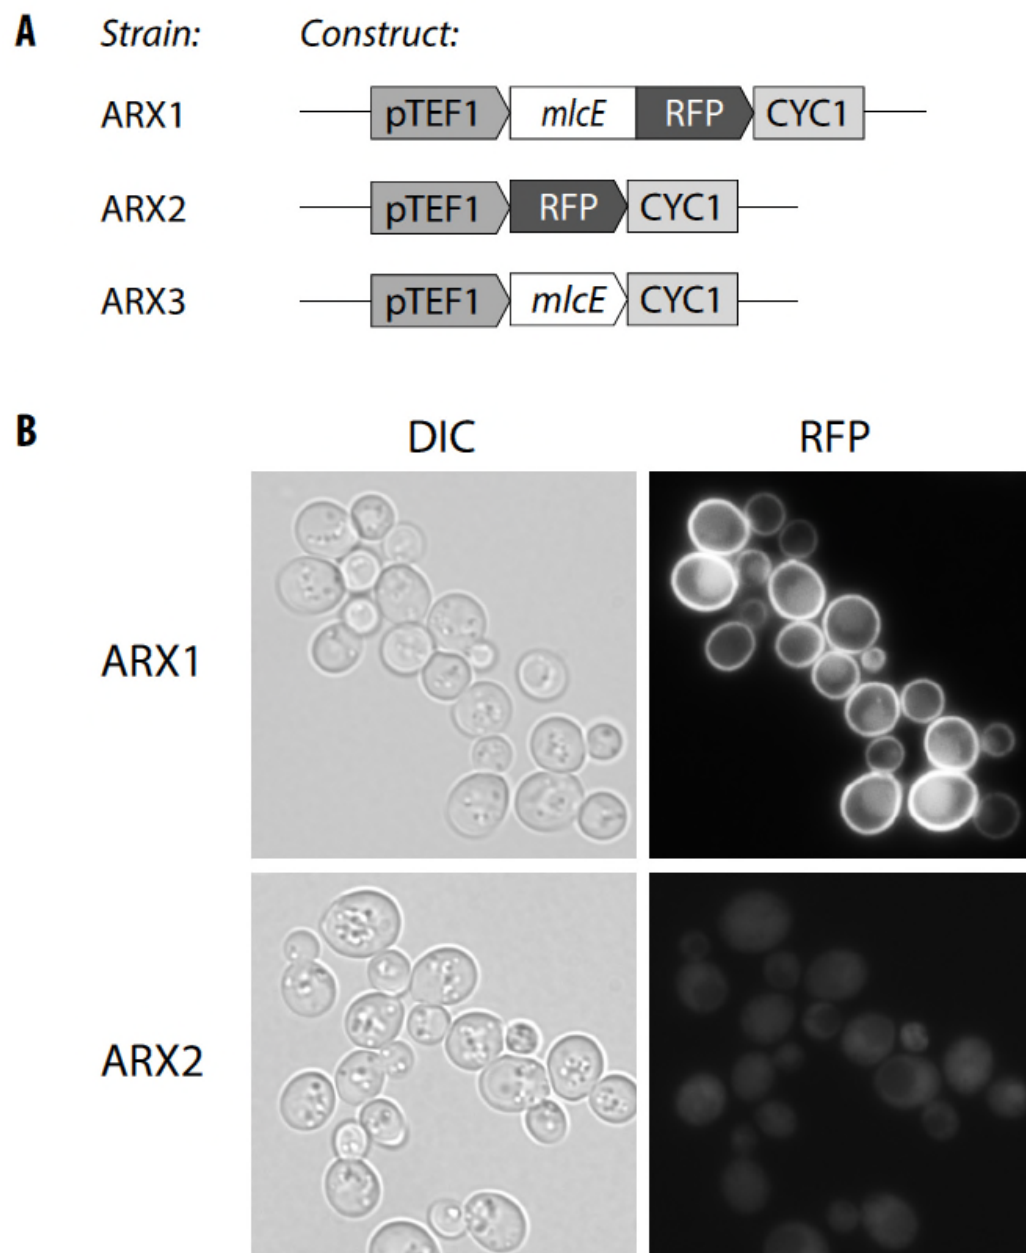 A Strain: Construct:
ARX1 pTEF1 mlcE RFP CYC1
ARX2 pTEF1 RFP CYC1
ARX3 pTEF1 mlcE CYC1
B DIC RFP
ARX1
ARX2